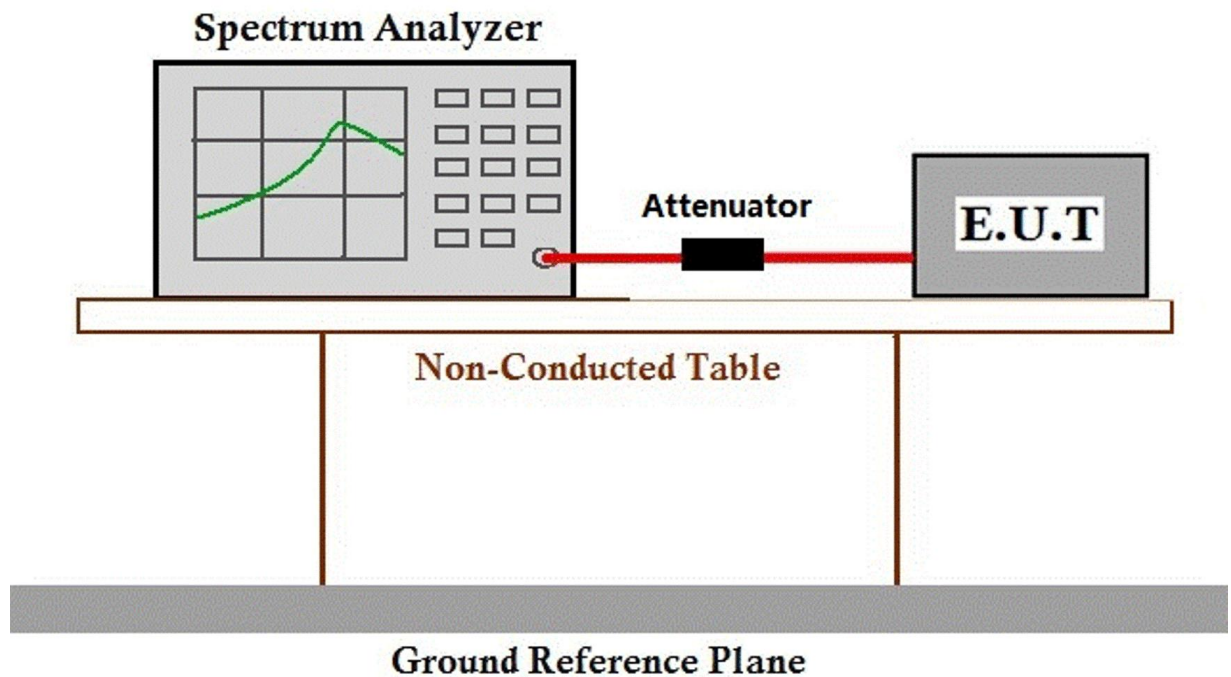 Spectrum Analyzer
Attenuator
E.U.T
Non-Conducted Table
Ground Reference Plane